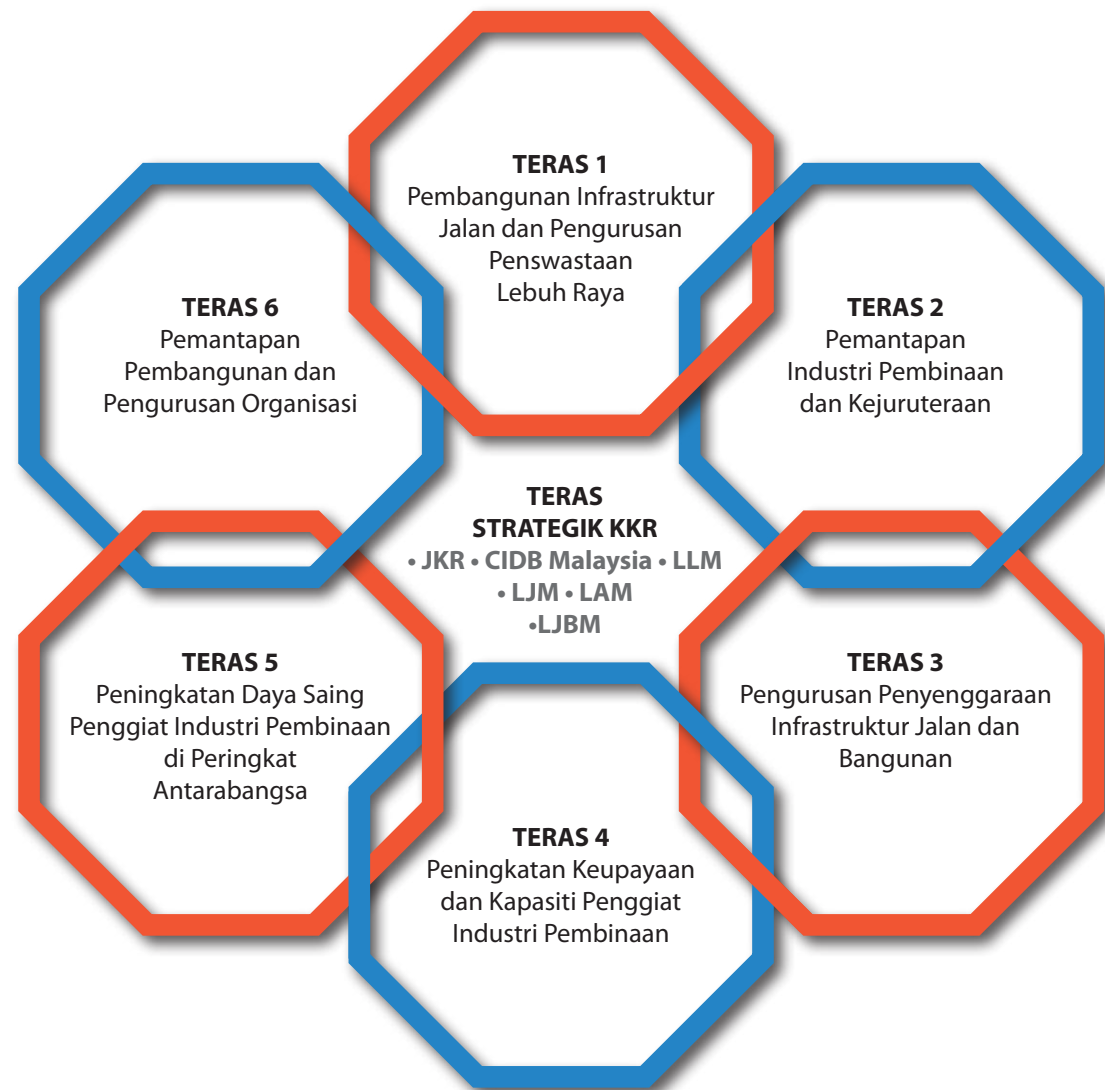 TERAS 1
Pembangunan Infrastruktur
Jalan dan Pengurusan
Penswastaan
Lebuh Raya
TERAS 2
Pemantapan
Industri Pembinaan
dan Kejuruteraan
TERAS 3
Pengurusan Penyenggaraan
Infrastruktur Jalan dan
Bangunan
TERAS 4
Peningkatan Keupayaan
dan Kapasiti Penggiat
Industri Pembinaan
TERAS 5
Peningkatan Daya Saing
Penggiat Industri Pembinaan
di Peringkat
Antarabangsa
TERAS 6
Pemantapan
Pembangunan dan
Pengurusan Organisasi
TERAS
STRATEGIK KKR
• JKR • CIDB Malaysia • LLM
• LJM • LAM
•LJBM